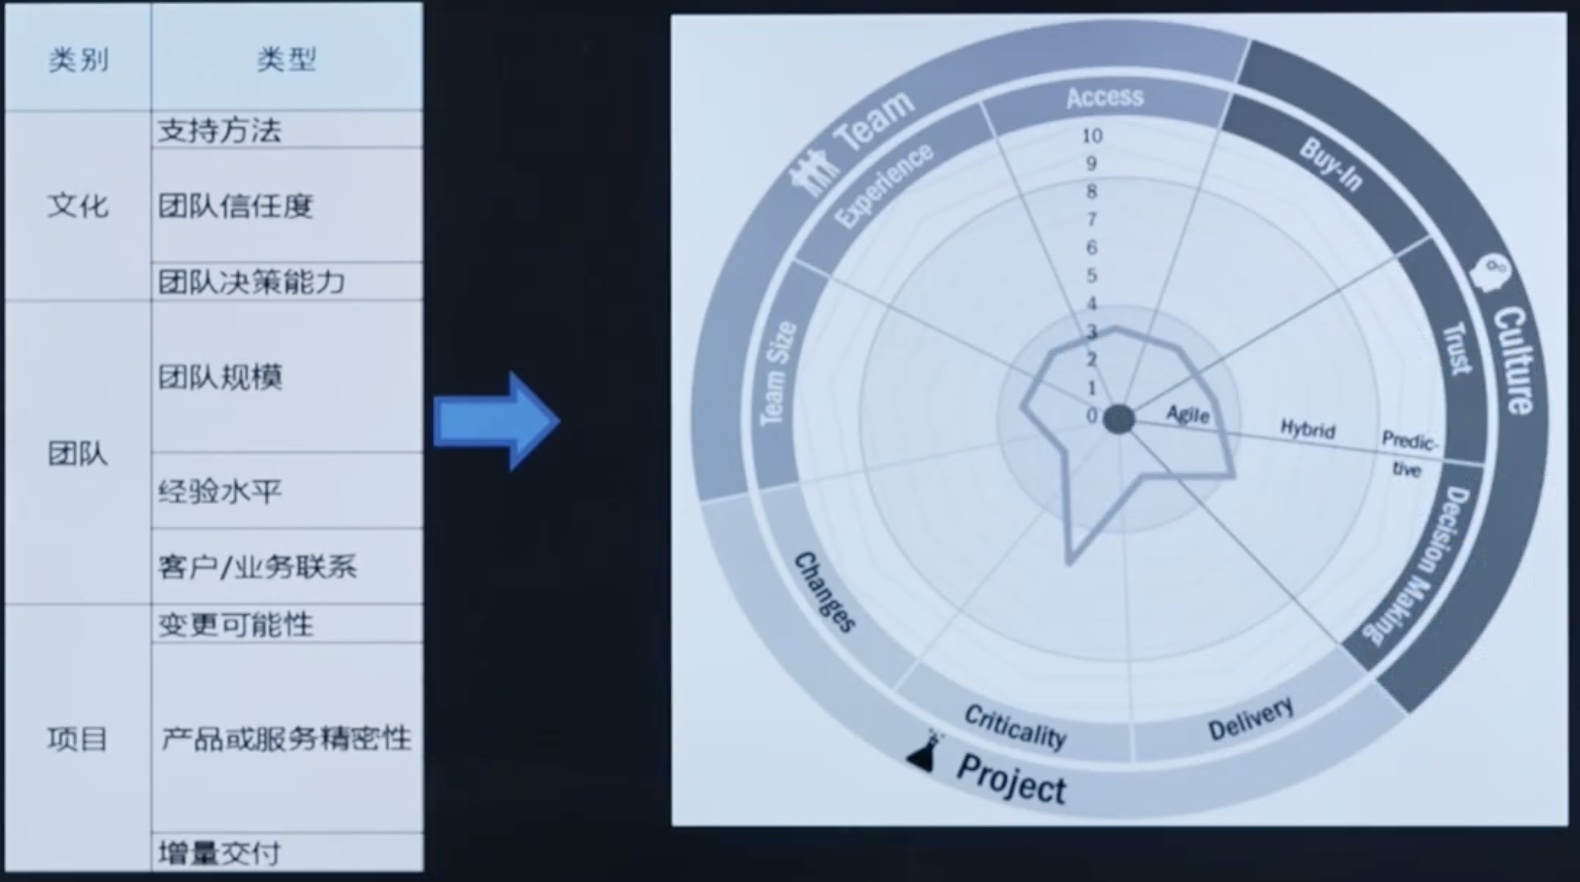 类别 类型
文化
支持方法
团队信任度
团队决策能力
团队
团队规模
经验水平
客户/业务联系
项目
变更可能性
产品或服务精密性
增量交付
Team
Access
Experience
Team Size
Buy-In
Trust
Culture
Decision Making
10
9
8
7
6
5
4
3
2
1
0
Agile
Hybrid
Predic-
tive
Changes
Criticality
Delivery
Project